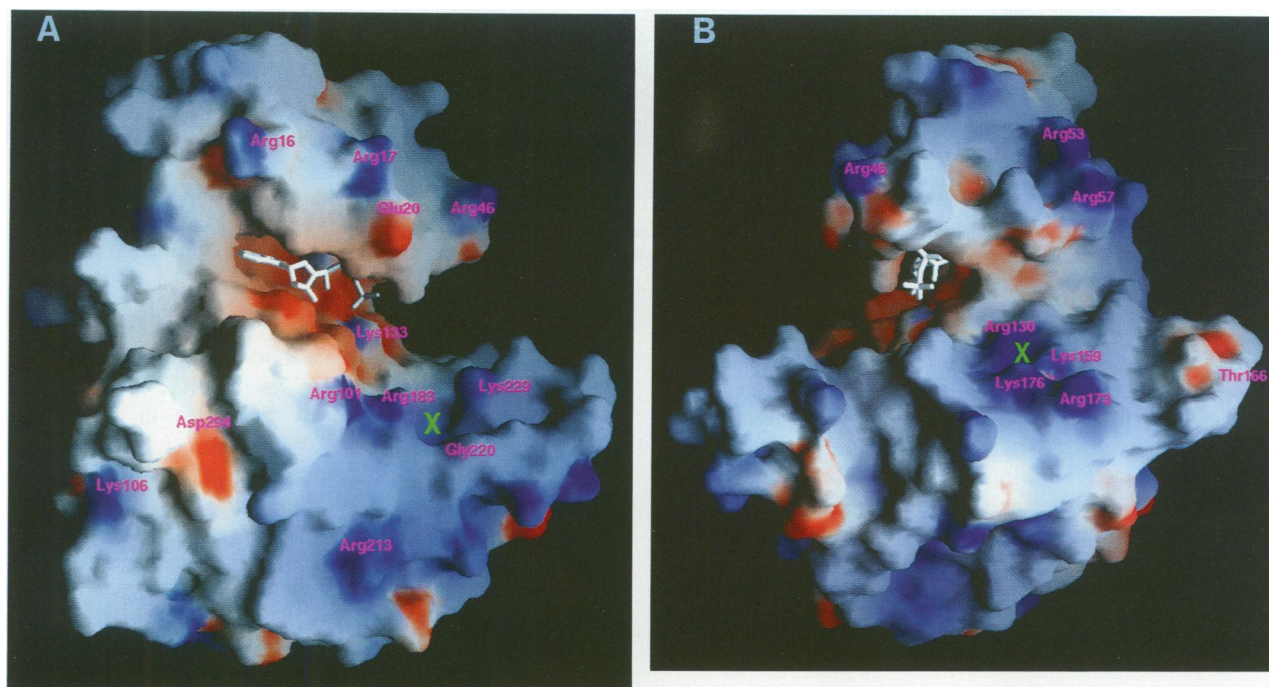 A
Arg16
Arg17
Glu20
Arg46
Lys133
Arg101
Arg183
Lys229
X
Asp294
Gly220
Lys106
Arg213
B
Arg53
Arg46
Arg57
Arg130
X
Lys159
Lys176
Arg173
Thr166